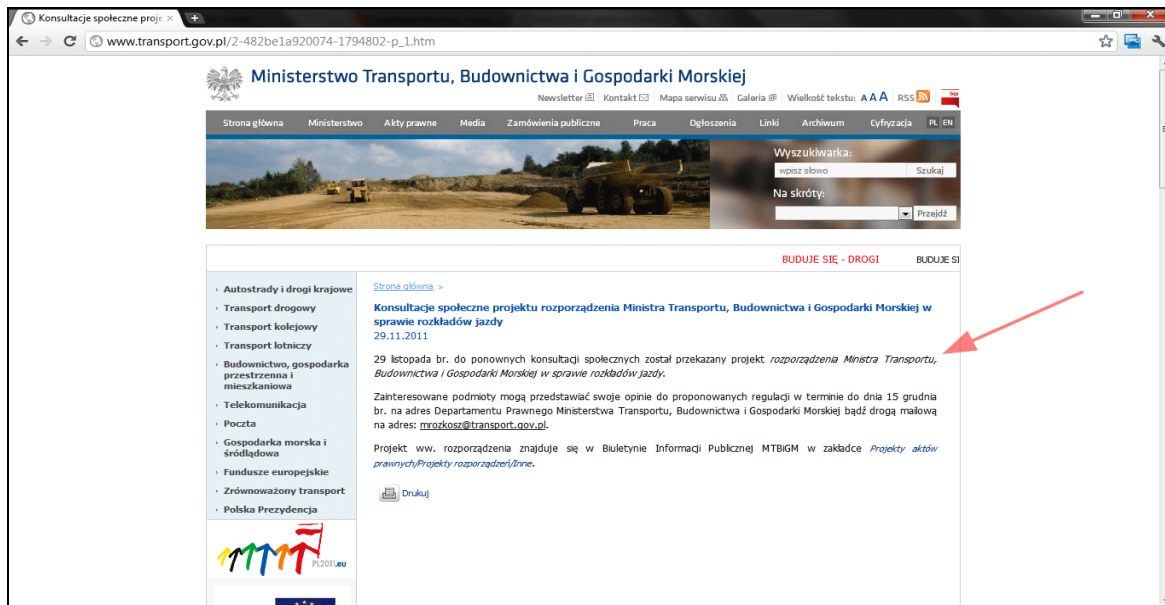 Konsultacje społeczne proje
www.transport.gov.pl/2-482be1a920074-1794802-p_1.htm
Ministerstwo Transportu, Budownictwa i Gospodarki Morskiej
Newsletter Kontakt Mapa serwisu Galeria Wielkość tekstu: A A A RSS bip
Strona główna Ministerstwo Akty prawne Media Zamówienia publiczne Praca Ogłoszenia Linki Archiwum Cyfryzacja PL EN
Wyszukiwarka:
wpisz słowo Szukaj
Na skróty:
Przejdź
BUDUJE SIĘ - DROGI BUDUJE SI
Autostrady i drogi krajowe
Transport drogowy
Transport kolejowy
Transport lotniczy
Budownictwo, gospodarka
przestrzenna i
mieszkaniowa
Telekomunikacja
Poczta
Gospodarka morska i
śródlądowa
Fundusze europejskie
Zrównoważony transport
Polska Prezydencja
PL2011.eu
Strona główna >
Konsultacje społeczne projektu rozporządzenia Ministra Transportu, Budownictwa i Gospodarki Morskiej w
sprawie rozkładów jazdy
29.11.2011
29 listopada br. do ponownych konsultacji społecznych został przekazany projekt rozporządzenia Ministra Transportu,
Budownictwa i Gospodarki Morskiej w sprawie rozkładów jazdy.
Zainteresowane podmioty mogą przedstawiać swoje opinie do proponowanych regulacji w terminie do dnia 15 grudnia
br. na adres Departamentu Prawnego Ministerstwa Transportu, Budownictwa i Gospodarki Morskiej bądź drogą mailową
na adres: mrozkosz@transport.gov.pl.
Projekt ww. rozporządzenia znajduje się w Biuletynie Informacji Publicznej MTBiGM w zakładce Projekty aktów
prawnych/Projekty rozporządzeń/Inne.
Drukuj